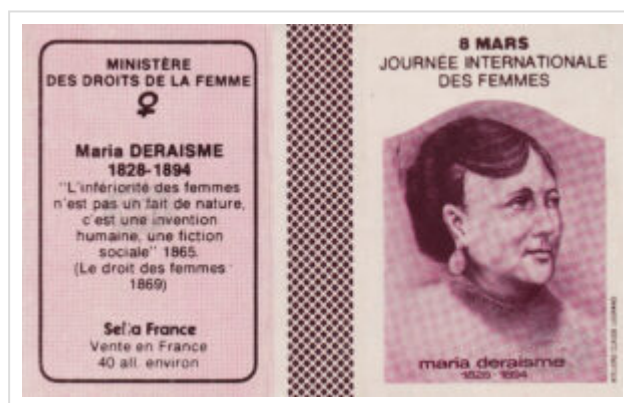 MINISTÈRE
DES DROITS DE LA FEMME
Maria DERAISME
1828-1894
"L'infériorité des femmes
n'est pas un fait de nature,
c'est une invention
humaine, une fiction
sociale" 1865.
(Le droit des femmes
1869)
Seita France
Vente en France
40 all. environ
8 MARS
JOURNÉE INTERNATIONALE
DES FEMMES
maria deraisme
1828-1894